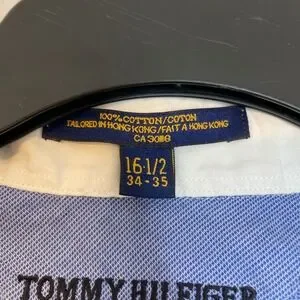 100% COTTON/COTON
TAILORED IN HONG KONG/FAIT A HONG KONG
CA 30118
16-1/2
34-35
TOMMY HILFIGER